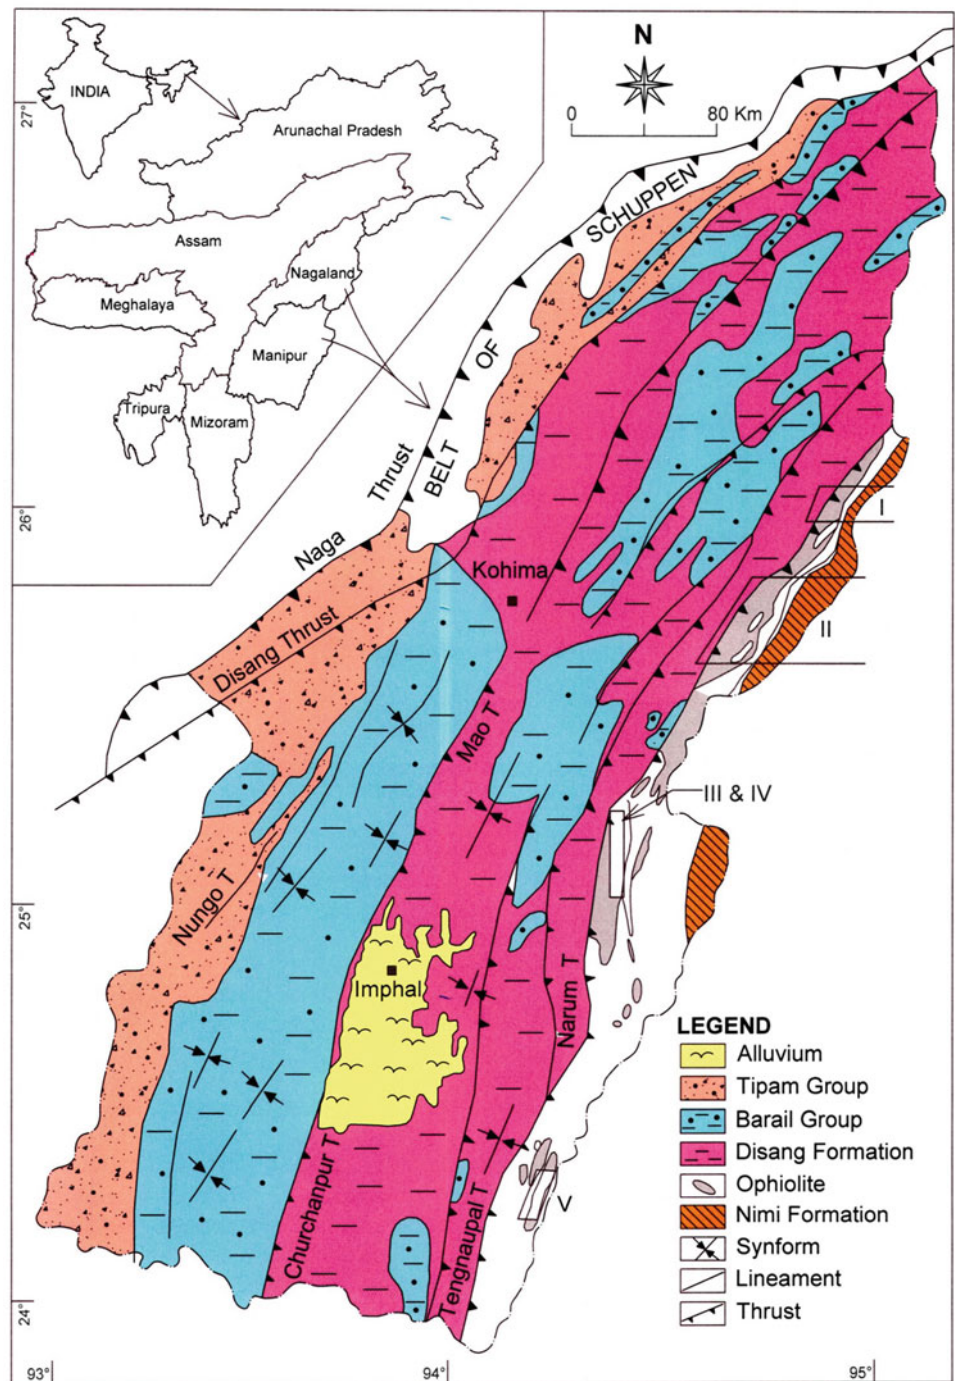 INDIA
Arunachal Pradesh
Assam
Nagaland
Meghalaya
Manipur
Tripura
Mizoram
N
0 80 Km
27°
26°
25°
24°
93°
94°
95°
SCHUPPEN
OF
BELT
Naga Thrust
Disang Thrust
Kohima
Mao T
Nungo T
Imphal
Narum T
Churchanpur T
Tengnaupal T
I
II
III & IV
V
LEGEND
Alluvium
Tipam Group
Barail Group
Disang Formation
Ophiolite
Nimi Formation
Synform
Lineament
Thrust